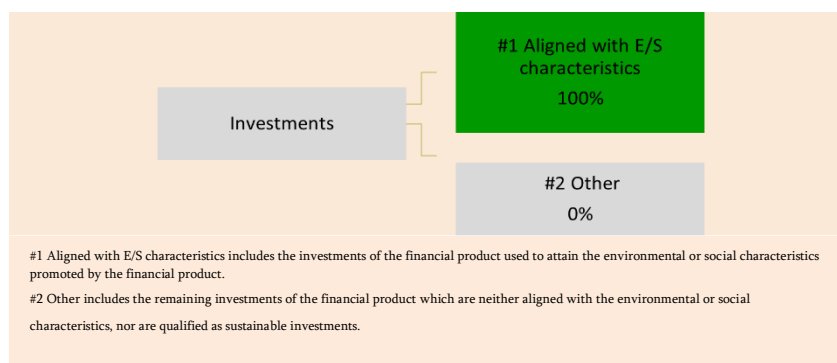 #1 Aligned with E/S
characteristics
100%
Investments
#2 Other
0%
#1 Aligned with E/S characteristics includes the investments of the financial product used to attain the environmental or social characteristics
promoted by the financial product.
#2 Other includes the remaining investments of the financial product which are neither aligned with the environmental or social
characteristics, nor are qualified as sustainable investments.